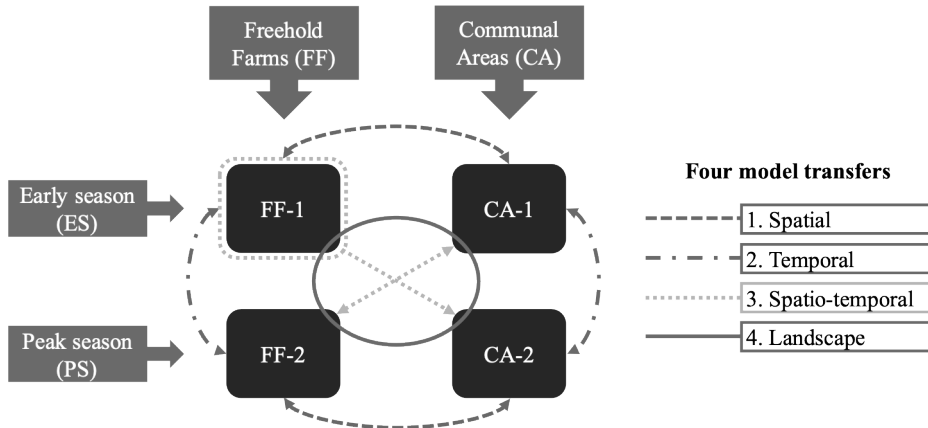 Freehold
Farms (FF)
Communal
Areas (CA)
Early season
(ES)
FF-1
CA-1
Peak season
(PS)
FF-2
CA-2
Four model transfers
1. Spatial
2. Temporal
3. Spatio-temporal
4. Landscape